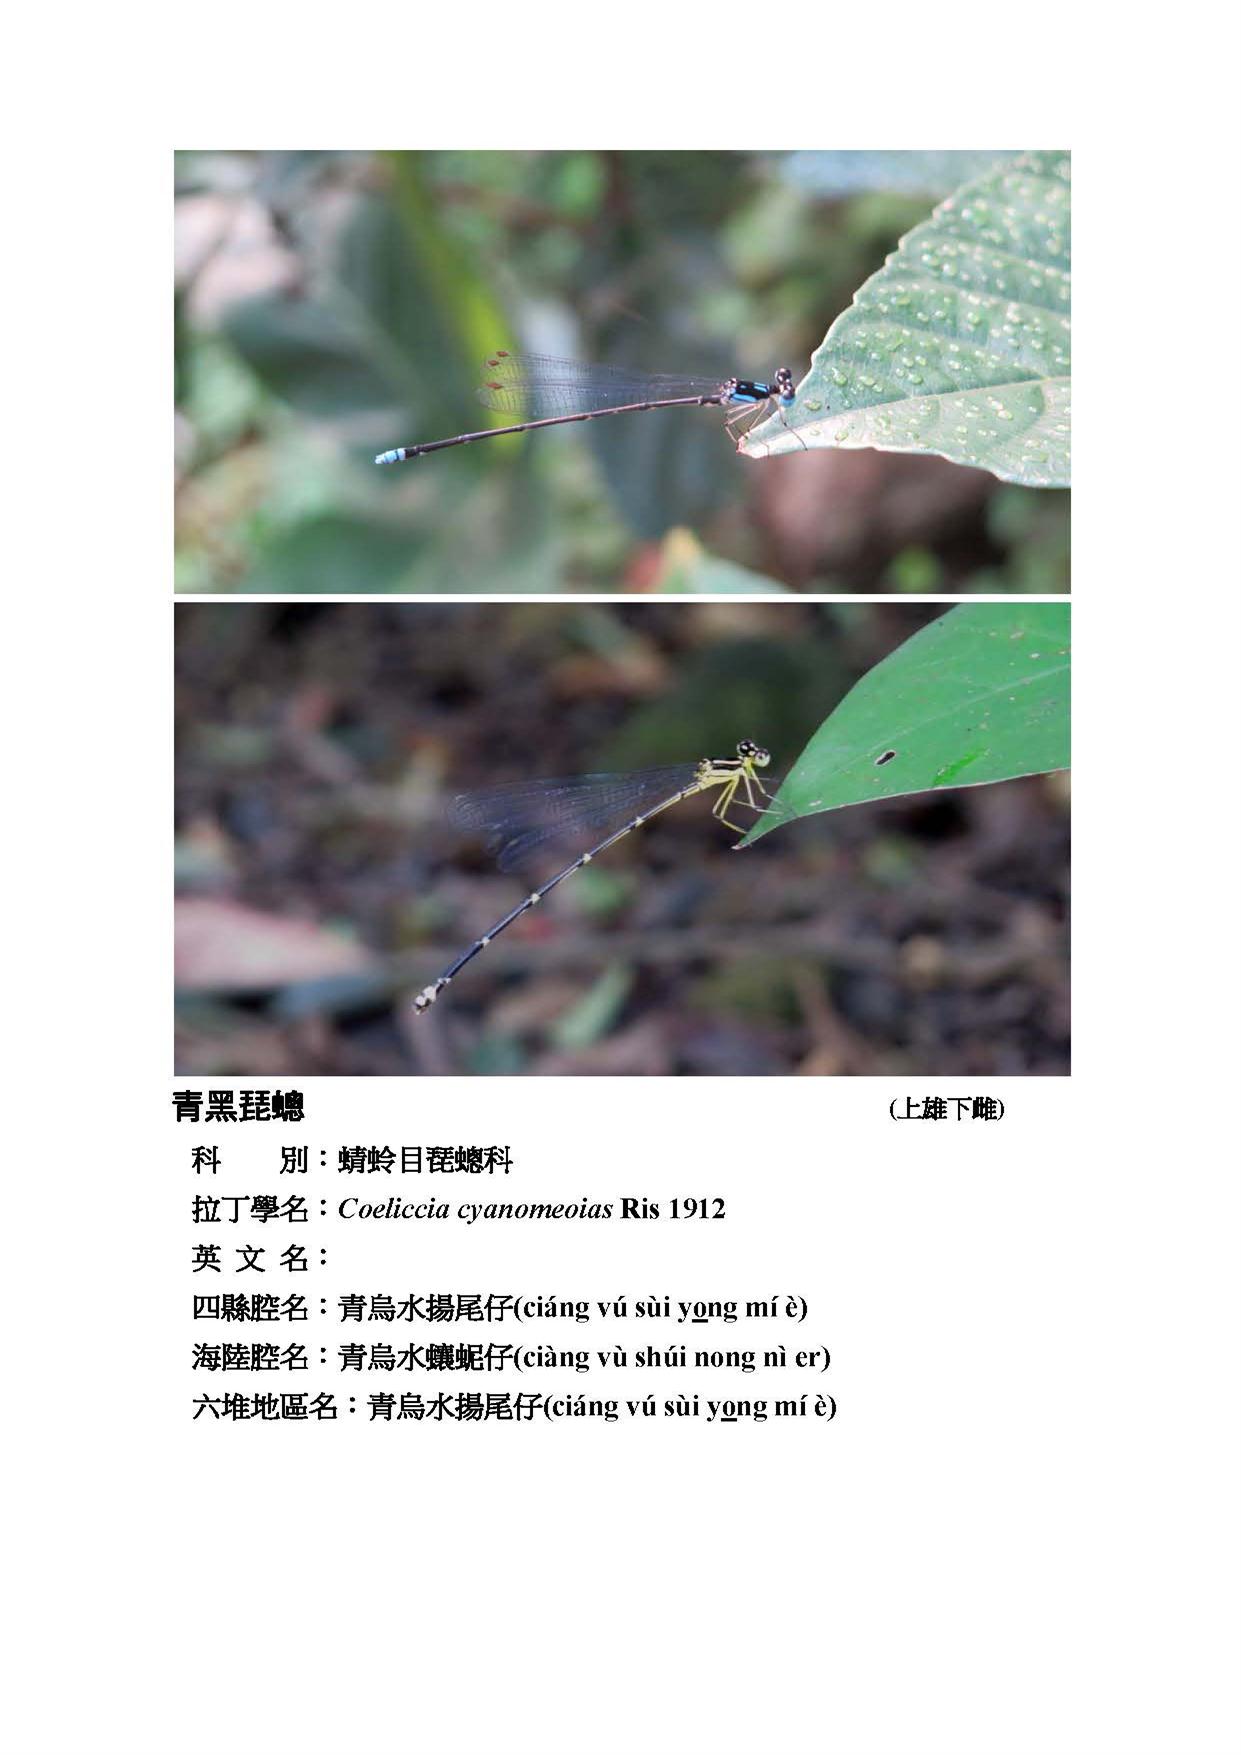 青黑琵蟌 (上雄下雌)
科 別：蜻蛉目琵蟌科
拉丁學名：Coeliccia cyanomeoias Ris 1912
英 文 名：
四縣腔名：青烏水揚尾仔(ciáng vú sùi yong mí è)
海陸腔名：青烏水蠰蜺仔(ciàng vù shúi nong nì er)
六堆地區名：青烏水揚尾仔(ciáng vú sùi yong mí è)